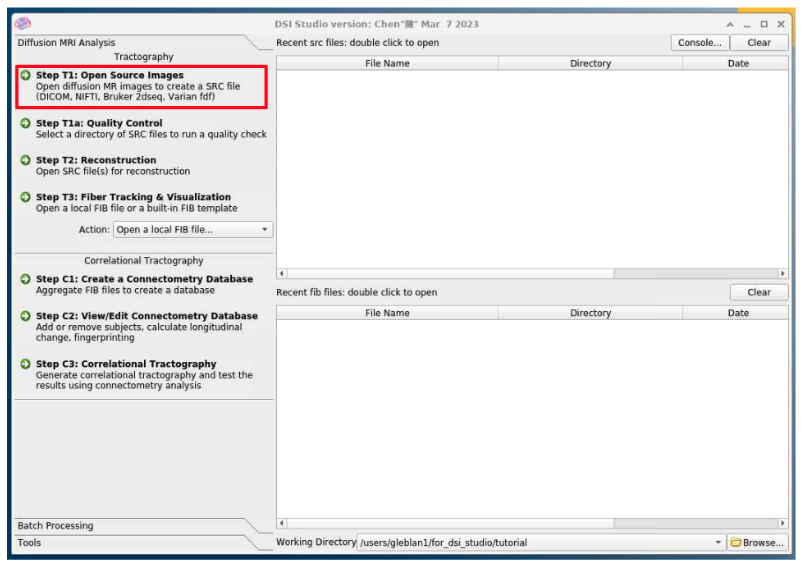 DSI Studio version: Chen"陳" Mar 7 2023
Diffusion MRI Analysis
Tractography
Step T1: Open Source Images
Open diffusion MR images to create a SRC file
(DICOM, NIFTI, Bruker 2dseq, Varian fdf)
Step T1a: Quality Control
Select a directory of SRC files to run a quality check
Step T2: Reconstruction
Open SRC file(s) for reconstruction
Step T3: Fiber Tracking & Visualization
Open a local FIB file or a built-in FIB template
Action: Open a local FIB file...
Correlational Tractography
Step C1: Create a Connectometry Database
Aggregate FIB files to create a database
Step C2: View/Edit Connectometry Database
Add or remove subjects, calculate longitudinal
change, fingerprinting
Step C3: Correlational Tractography
Generate correlational tractography and test the
results using connectometry analysis
Batch Processing
Tools
Recent src files: double click to open
Console... Clear
File Name Directory Date
Recent fib files: double click to open
Clear
File Name Directory Date
Working Directory /users/gleblan1/for_dsi_studio/tutorial
Browse...